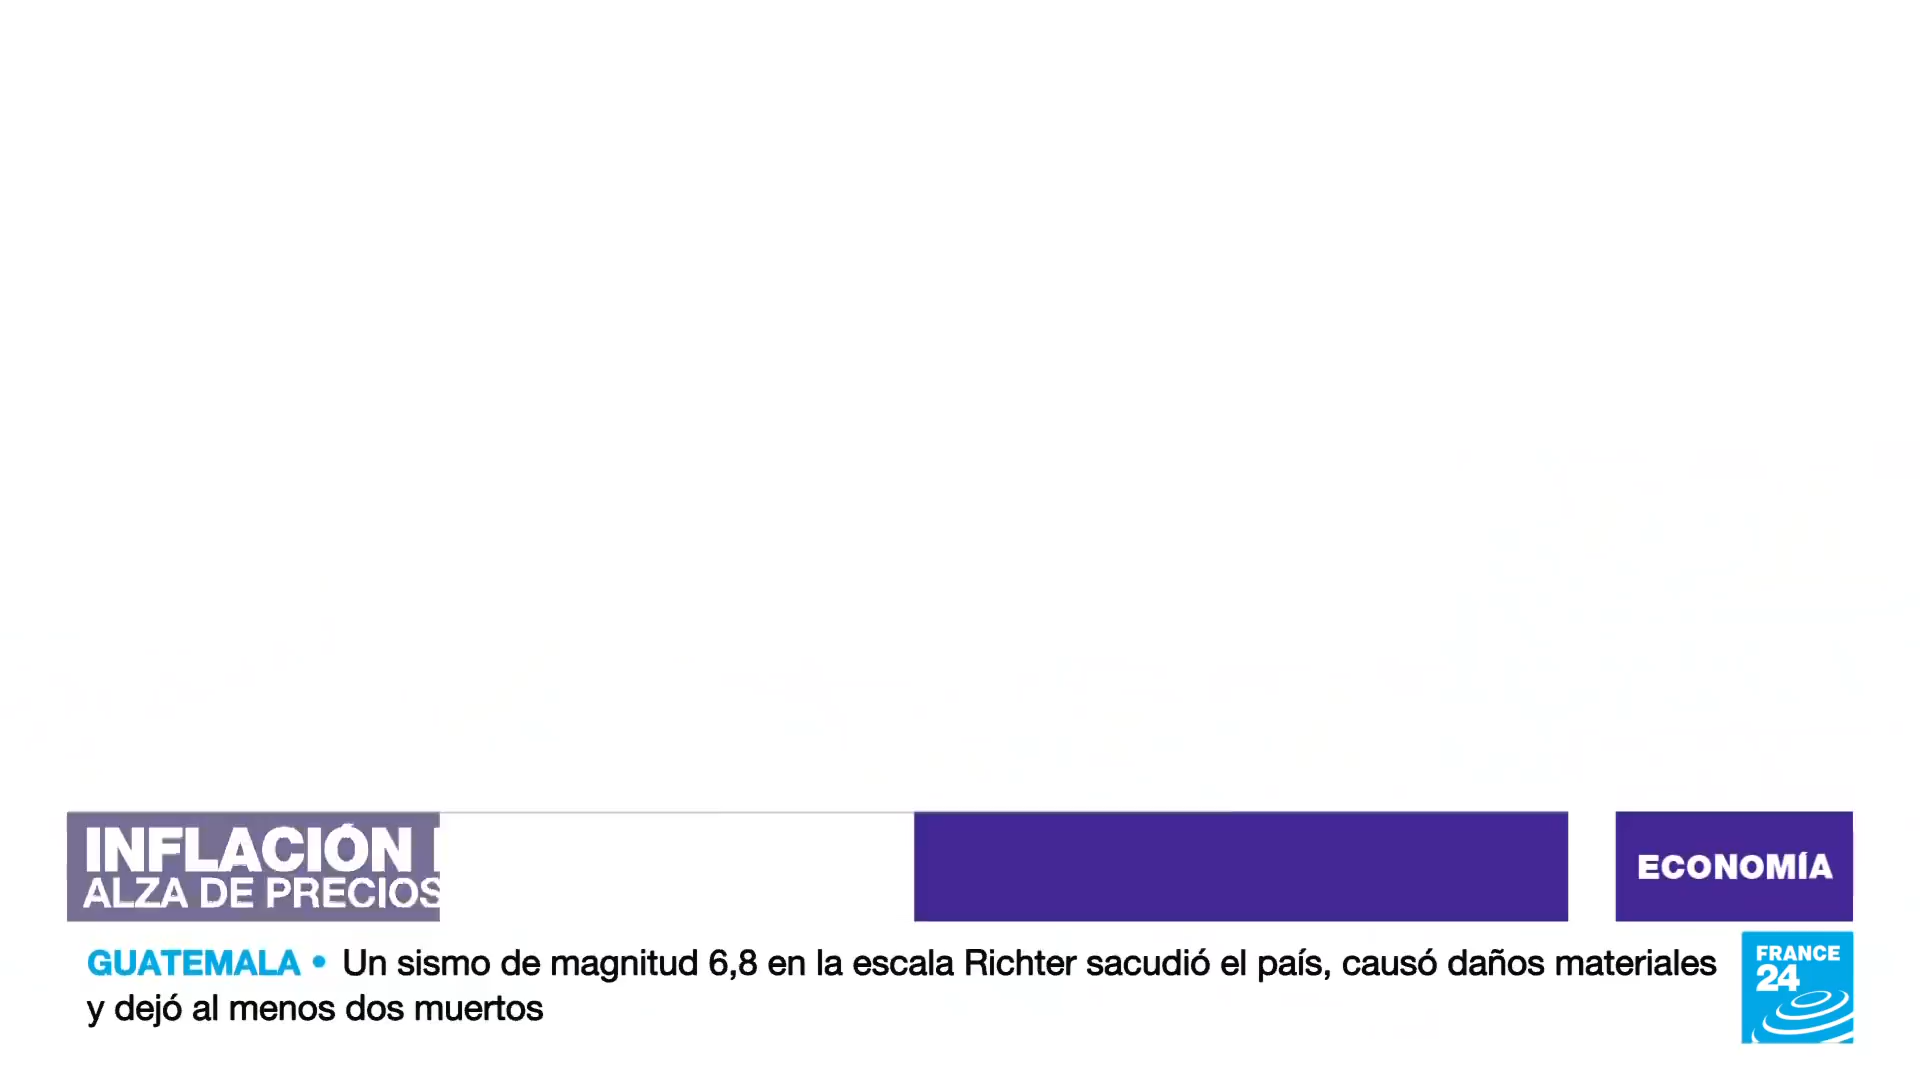 INFLACIÓN
ALZA DE PRECIOS
ECONOMÍA
GUATEMALA • Un sismo de magnitud 6,8 en la escala Richter sacudió el país, causó daños materiales
y dejó al menos dos muertos
FRANCE
24